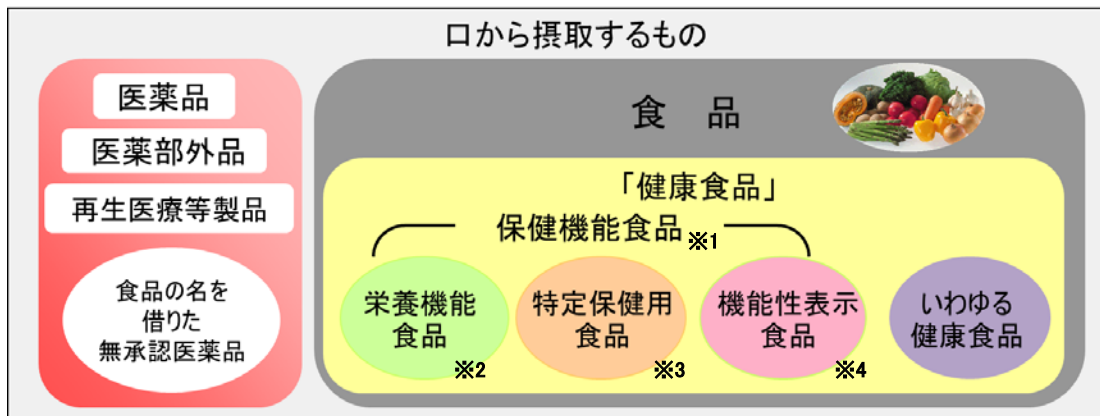 口から摂取するもの
医薬品
医薬部外品
再生医療等製品
食品の名を
借りた
無承認医薬品
食 品
「健康食品」
保健機能食品
※1
栄養機能
食品
※2
特定保健用
食品
※3
機能性表示
食品
※4
いわゆる
健康食品